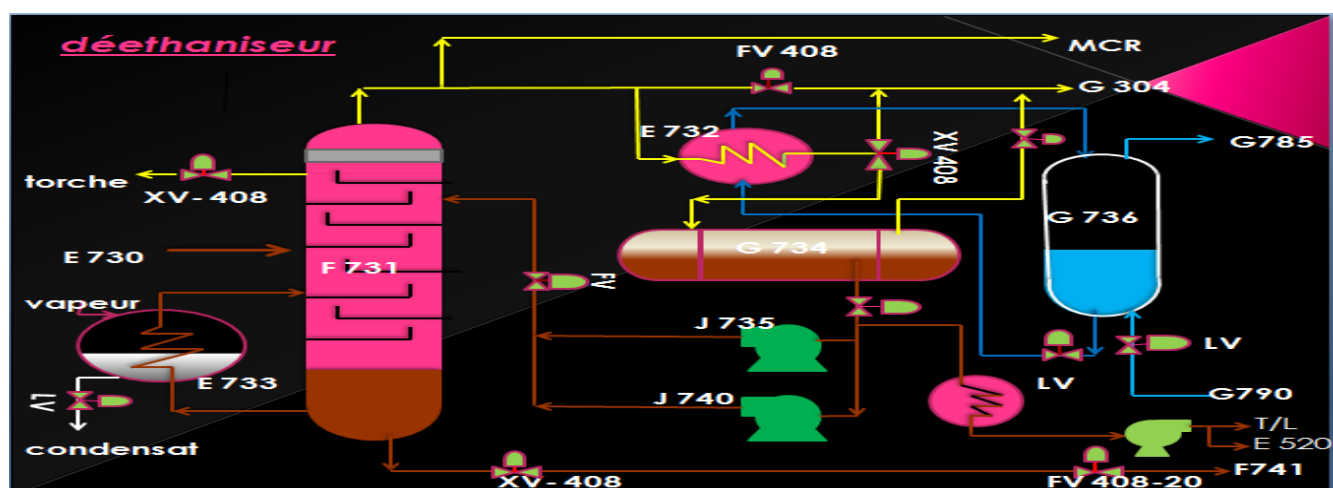 déethaniseur
MCR
FV 408
G 304
E 732
G785
torche
XV- 408
XV 408
G 736
G 734
E 730
F 731
FV
vapeur
J 735
LV
E 733
LV
LV
J 740
G790
condensat
T/L
E 520
XV- 408
FV 408-20
F741